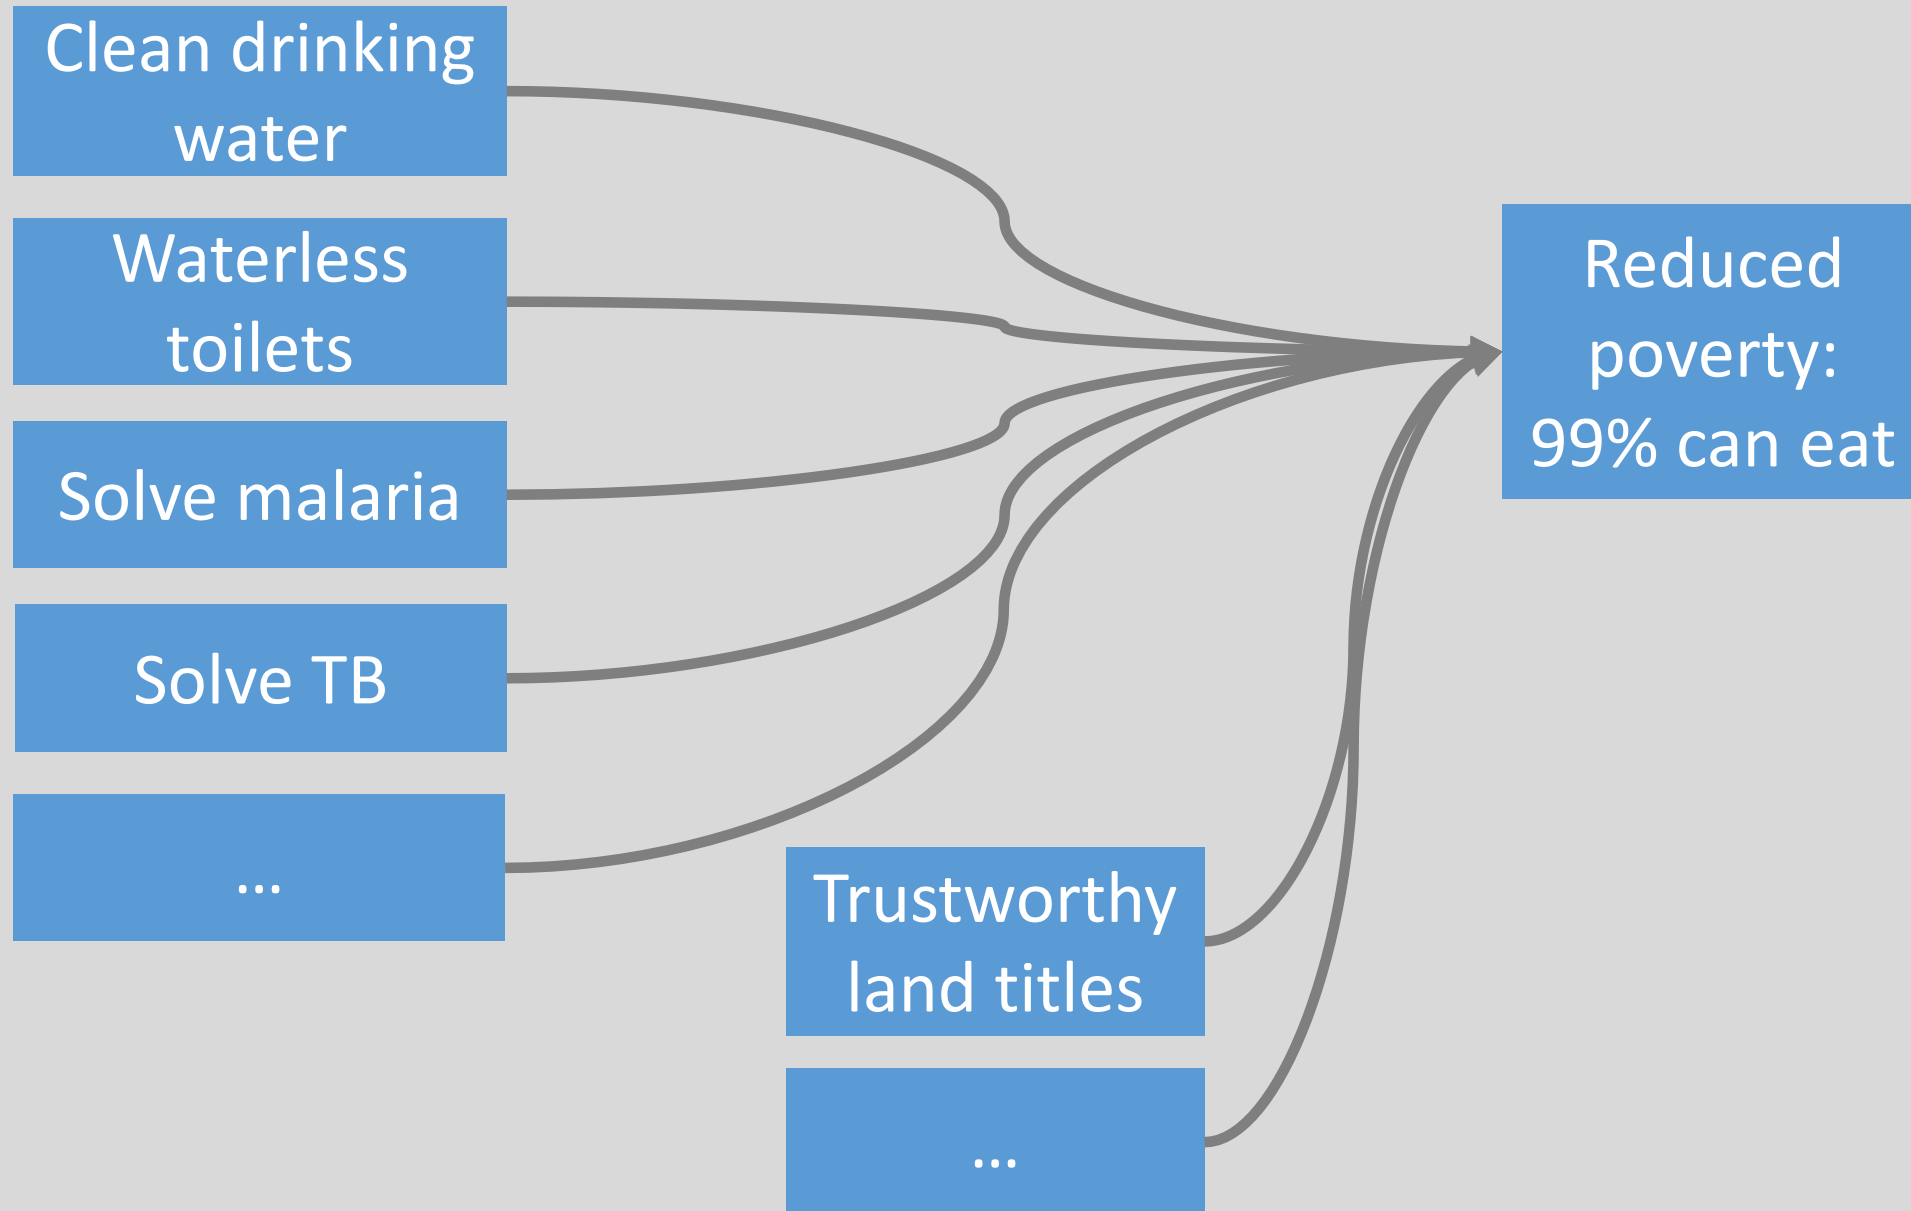 Clean drinking
water
Waterless
toilets
Solve malaria
Solve TB
...
Trustworthy
land titles
...
Reduced
poverty:
99% can eat